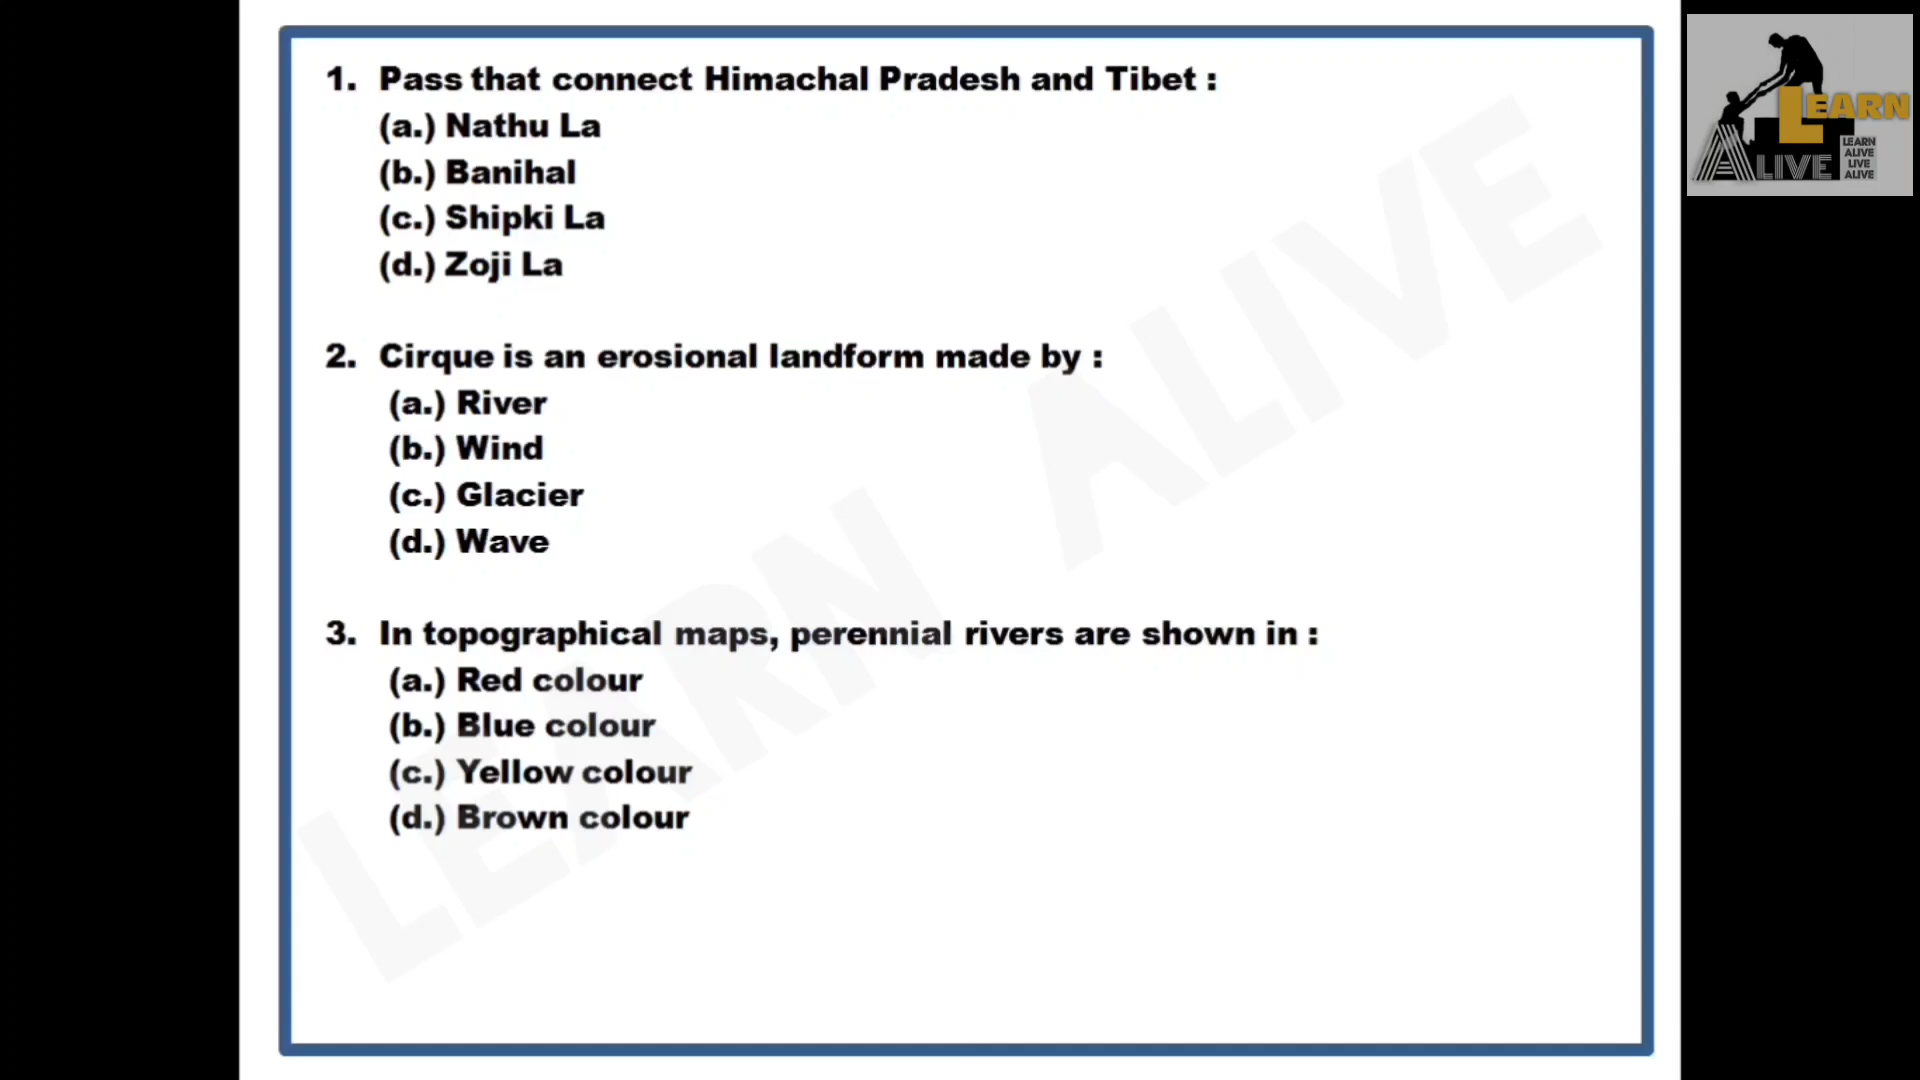 1. Pass that connect Himachal Pradesh and Tibet :
(a.) Nathu La
(b.) Banihal
(c.) Shipki La
(d.) Zoji La
2. Cirque is an erosional landform made by :
(a.) River
(b.) Wind
(c.) Glacier
(d.) Wave
3. In topographical maps, perennial rivers are shown in :
(a.) Red colour
(b.) Blue colour
(c.) Yellow colour
(d.) Brown colour
LEARN ALIVE
LEARN
ALIVE
LEARN
ALIVE
LIVE
ALIVE